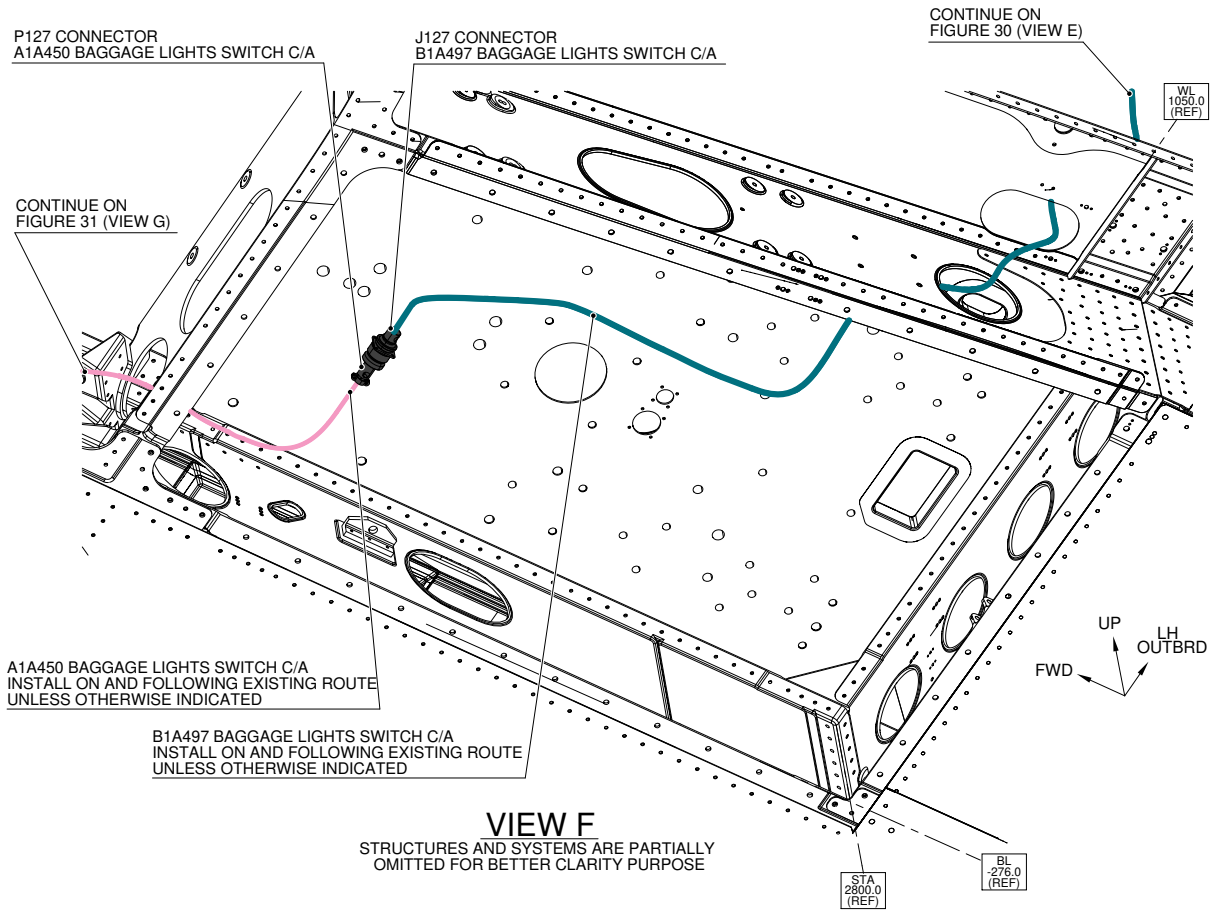 P127 CONNECTOR
A1A450 BAGGAGE LIGHTS SWITCH C/A
J127 CONNECTOR
B1A497 BAGGAGE LIGHTS SWITCH C/A
CONTINUE ON
FIGURE 30 (VIEW E)
WL
1050.0
(REF)
CONTINUE ON
FIGURE 31 (VIEW G)
UP
LH
OUTBRD
FWD
A1A450 BAGGAGE LIGHTS SWITCH C/A
INSTALL ON AND FOLLOWING EXISTING ROUTE
UNLESS OTHERWISE INDICATED
B1A497 BAGGAGE LIGHTS SWITCH C/A
INSTALL ON AND FOLLOWING EXISTING ROUTE
UNLESS OTHERWISE INDICATED
VIEW F
STRUCTURES AND SYSTEMS ARE PARTIALLY
OMITTED FOR BETTER CLARITY PURPOSE
STA
2800.0
(REF)
BL
-276.0
(REF)